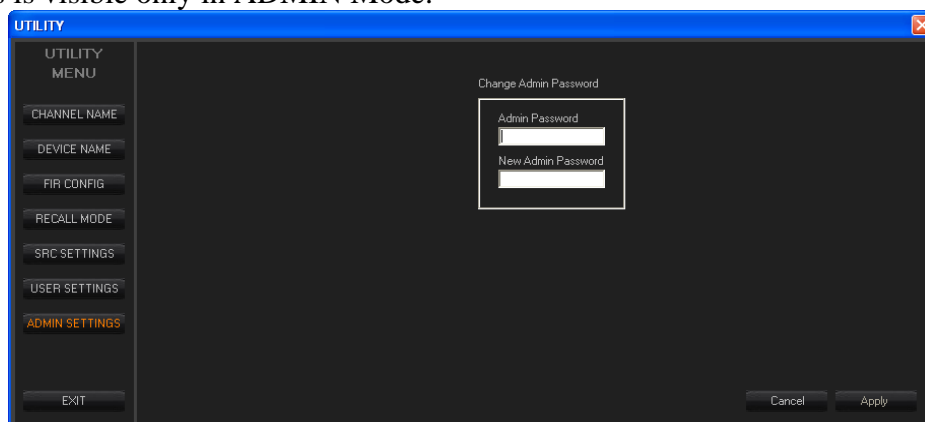 is visible only in ADMIN Mode.
UTILITY
UTILITY
MENU
CHANNEL NAME
DEVICE NAME
FIR CONFIG
RECALL MODE
SRC SETTINGS
USER SETTINGS
ADMIN SETTINGS
EXIT
Change Admin Password
Admin Password
New Admin Password
Cancel
Apply